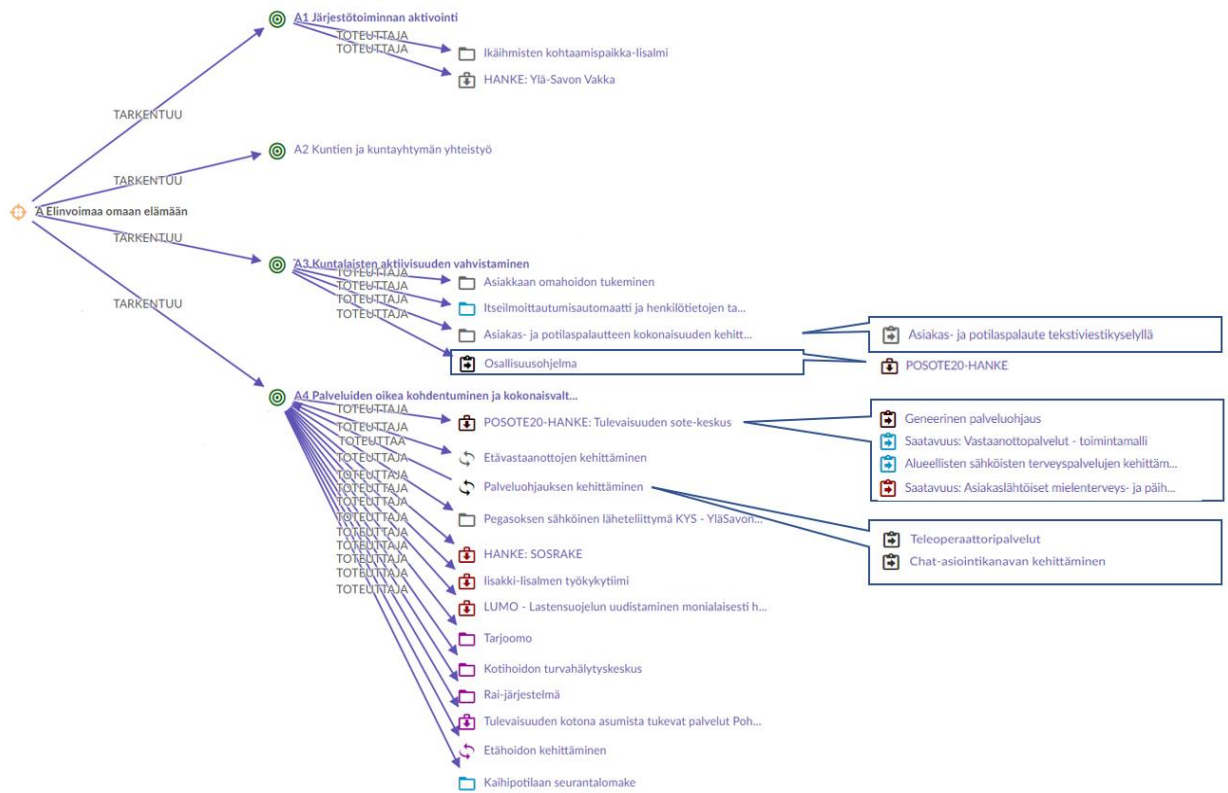 A1 Järjestötoiminnan aktivointi
TOTEUTTAJA
TOTEUTTAJA
Ikäihmisten kohtaamispaikka-Iisalmi
HANKE: Ylä-Savon Vakka
TARKENTUU
A2 Kuntien ja kuntayhtymän yhteistyö
TARKENTUU
A Elinvoimaa omaan elämään
TARKENTUU
A3 Kuntalaisten aktiivisuuden vahvistaminen
TOTEUTTAJA
TOTEUTTAJA
TOTEUTTAJA
TOTEUTTAJA
Asiakkaan omahoidon tukeminen
TARKENTUU
Itseilmoittautumisautomaatti ja henkilötietojen ta...
Asiakas- ja potilaspalautteen kokonaisuuden kehitt...
Asiakas- ja potilaspalaute tekstiviestikyselyllä
Osallisuusohjelma
POSOTE20-HANKE
A4 Palveluiden oikea kohdentuminen ja kokonaisvalt...
TOTEUTTAJA
TOTEUTTAJA
TOTEUTTAA
TOTEUTTAJA
TOTEUTTAJA
TOTEUTTAJA
TOTEUTTAJA
TOTEUTTAJA
TOTEUTTAJA
TOTEUTTAJA
TOTEUTTAJA
TOTEUTTAJA
TOTEUTTAJA
POSOTE20-HANKE: Tulevaisuuden sote-keskus
Geneerinen palveluohjaus
Saatavuus: Vastaanottopalvelut - toimintamalli
Alueellisten sähköisten terveyspalvelujen kehittäm...
Saatavuus: Asiakaslähtöiset mielenterveys- ja päih...
Etävastaanottojen kehittäminen
Palveluohjauksen kehittäminen
Teleoperaattoripalvelut
Chat-asiointikanavan kehittäminen
Pegasoksen sähköinen läheteliittymä KYS - YläSavon...
HANKE: SOSRAKE
Iisakki-Iisalmen työkykytiimi
LUMO - Lastensuojelun uudistaminen monialaisesti h...
Tarjoomo
Kotihoidon turvahälytyskeskus
Rai-järjestelmä
Tulevaisuuden kotona asumista tukevat palvelut Poh...
Etähoidon kehittäminen
Kaihipotilaan seurantalomake